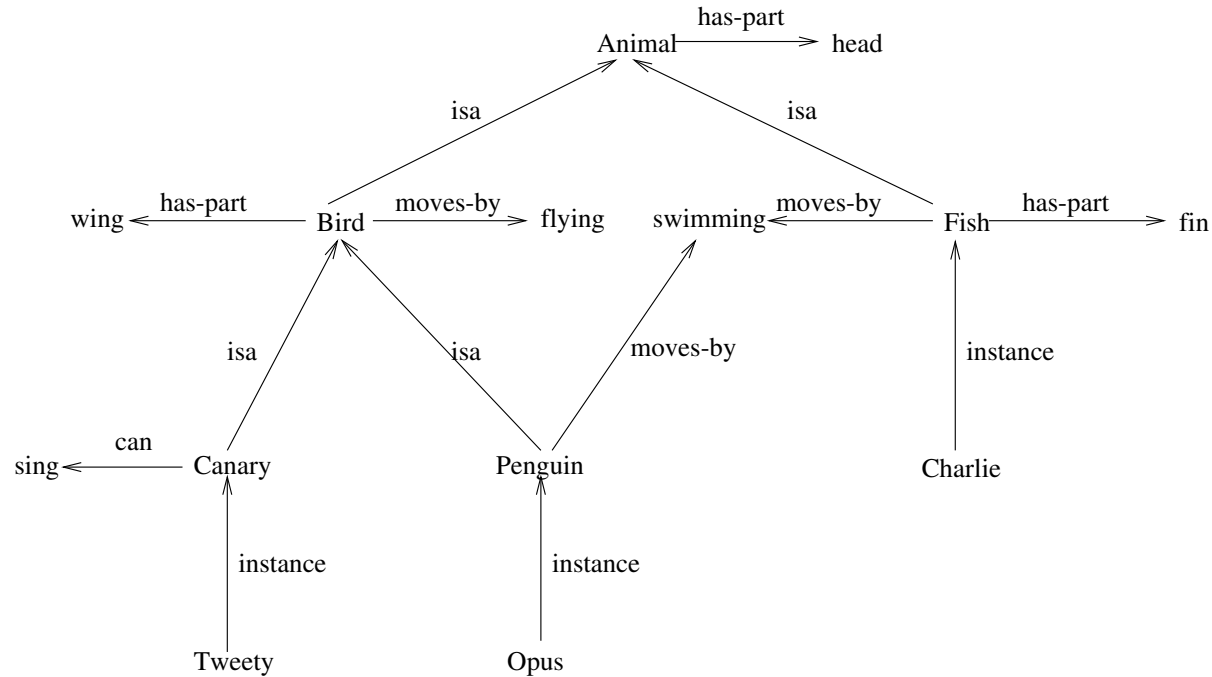 has-part
Animal head
isa isa
wing has-part Bird moves-by flying swimming moves-by Fish has-part fin
isa isa moves-by instance
sing can Canary Penguin Charlie
instance instance
Tweety Opus